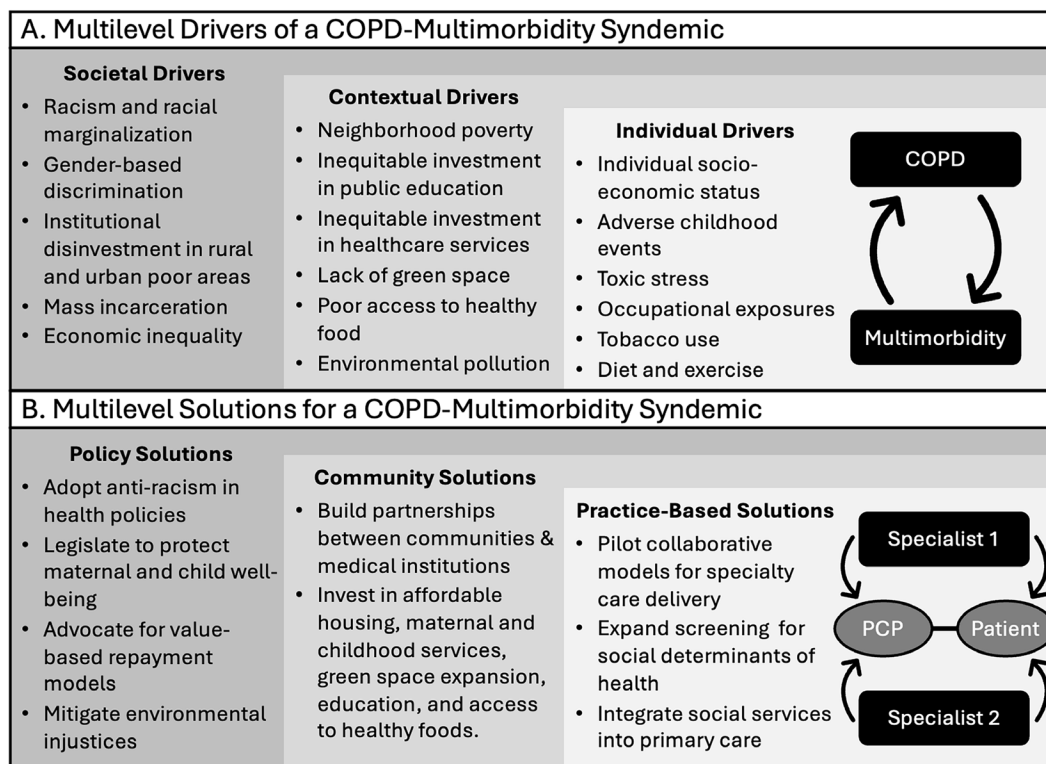 A. Multilevel Drivers of a COPD-Multimorbidity Syndemic
Societal Drivers
• Racism and racial
marginalization
• Gender-based
discrimination
• Institutional
disinvestment in rural
and urban poor areas
• Mass incarceration
• Economic inequality
Contextual Drivers
• Neighborhood poverty
• Inequitable investment
in public education
• Inequitable investment
in healthcare services
• Lack of green space
• Poor access to healthy
food
• Environmental pollution
Individual Drivers
• Individual socio-
economic status
• Adverse childhood
events
• Toxic stress
• Occupational exposures
• Tobacco use
• Diet and exercise
COPD
Multimorbidity
B. Multilevel Solutions for a COPD-Multimorbidity Syndemic
Policy Solutions
• Adopt anti-racism in
health policies
• Legislate to protect
maternal and child well-
being
• Advocate for value-
based repayment
models
• Mitigate environmental
injustices
Community Solutions
• Build partnerships
between communities &
medical institutions
• Invest in affordable
housing, maternal and
childhood services,
green space expansion,
education, and access
to healthy foods.
Practice-Based Solutions
• Pilot collaborative
models for specialty
care delivery
• Expand screening for
social determinants of
health
• Integrate social services
into primary care
Specialist 1
PCP
Patient
Specialist 2